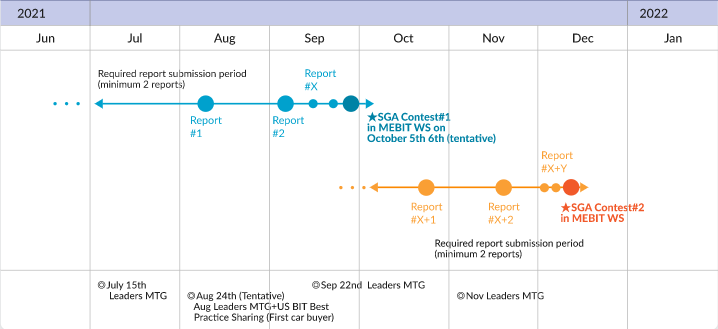 2021
2022
Jun
Jul
Aug
Sep
Oct
Nov
Dec
Jan
Required report submission period
(minimum 2 reports)
Report
#X
Report
#1
Report
#2
★SGA Contest#1
in MEBIT WS on
October 5th 6th (tentative)
Report
#X+Y
Report
#X+1
Report
#X+2
★SGA Contest#2
in MEBIT WS
Required report submission period
(minimum 2 reports)
◎July 15th
Leaders MTG
◎Aug 24th (Tentative)
Aug Leaders MTG+US BIT Best
Practice Sharing (First car buyer)
◎Sep 22nd Leaders MTG
◎Nov Leaders MTG